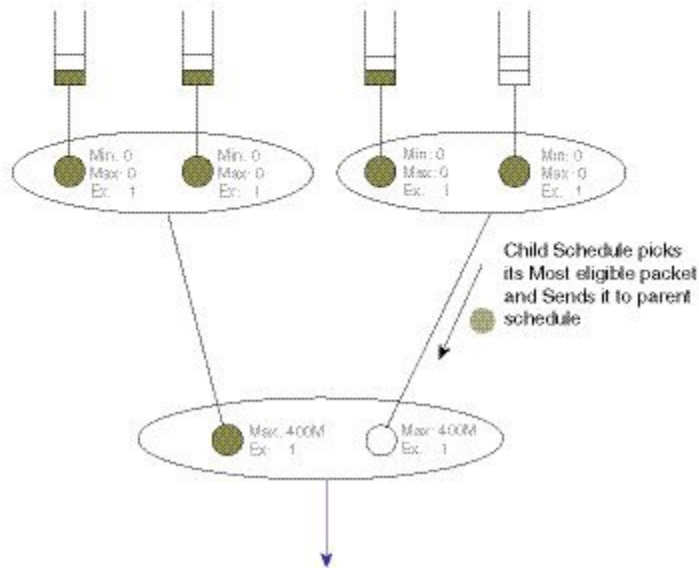 Min: 0
Max: 0
Ex: 1
Min: 0
Max: 0
Ex: 1
Min: 0
Max: 0
Ex: 1
Min: 0
Max: 0
Ex: 1
Child Schedule picks
its Most eligible packet
and Sends it to parent
schedule
Max: 400M
Ex: 1
Max: 400M
Ex: 1